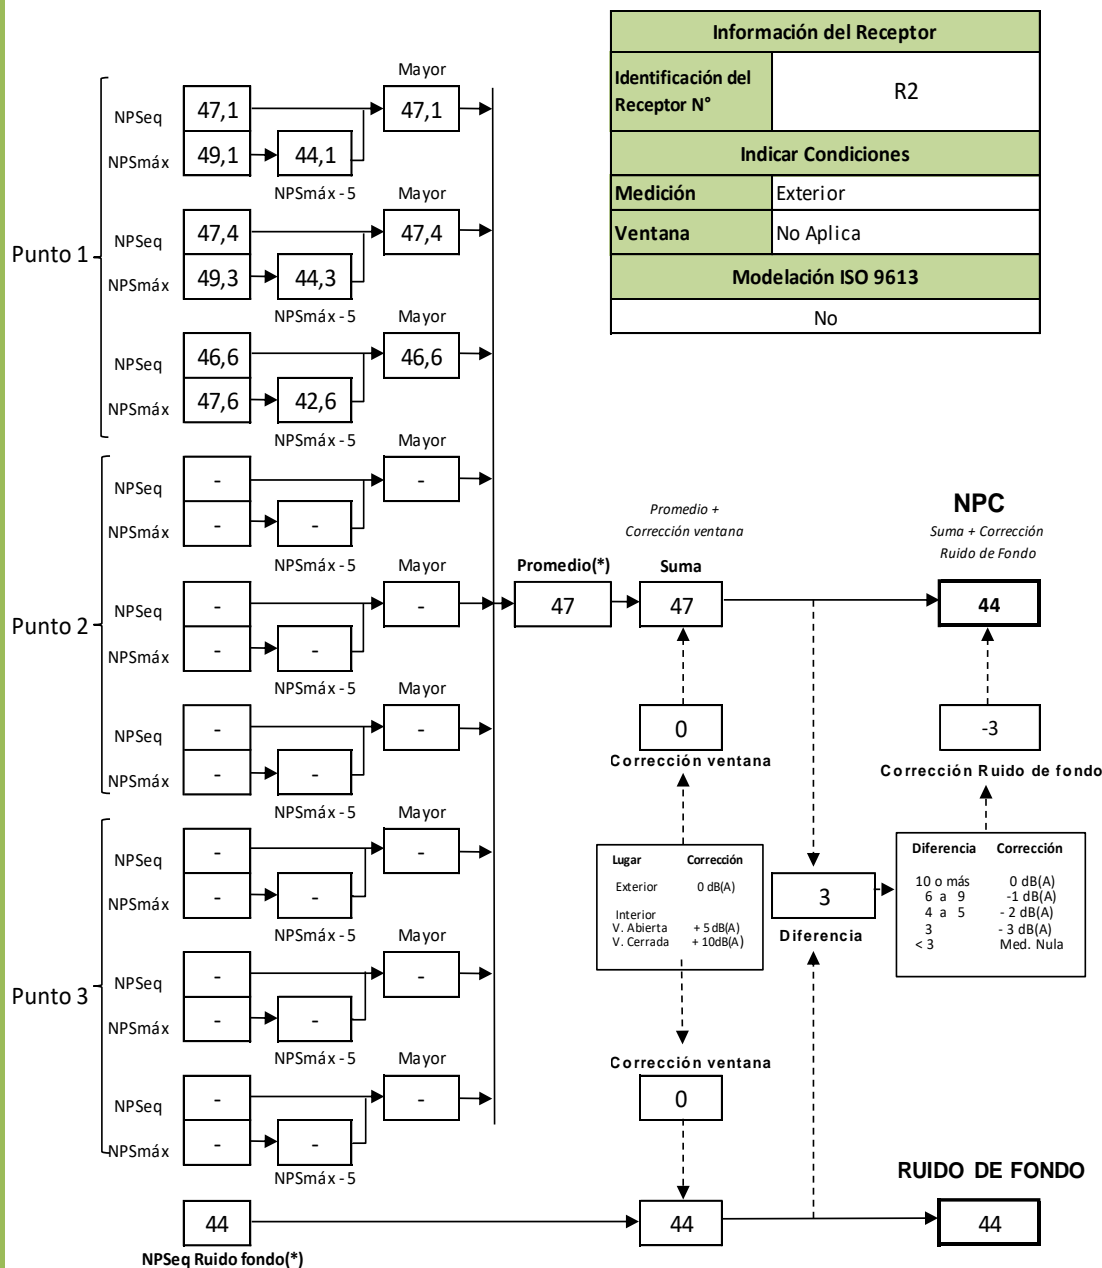 Información del Receptor
Identificación del
Receptor N°
R2
Indicar Condiciones
Medición
Exterior
Ventana
No Aplica
Modelación ISO 9613
No
Punto 1
Mayor
NPSeq
47,1
47,1
NPSmáx
49,1
44,1
NPSmáx - 5
Mayor
NPSeq
47,4
47,4
NPSmáx
49,3
44,3
NPSmáx - 5
Mayor
NPSeq
46,6
46,6
NPSmáx
47,6
42,6
NPSmáx - 5
Punto 2
Mayor
NPSeq
-
-
NPSmáx
-
-
NPSmáx - 5
Mayor
NPSeq
-
-
NPSmáx
-
-
NPSmáx - 5
Mayor
NPSeq
-
-
NPSmáx
-
-
NPSmáx - 5
Punto 3
Mayor
NPSeq
-
-
NPSmáx
-
-
NPSmáx - 5
Mayor
NPSeq
-
-
NPSmáx
-
-
NPSmáx - 5
Mayor
NPSeq
-
-
NPSmáx
-
-
NPSmáx - 5
Promedio(*)
47
Promedio +
Corrección ventana
Suma
47
NPC
Suma + Corrección
Ruido de Fondo
44
0
Corrección ventana
-3
Corrección Ruido de fondo
Lugar Corrección
Exterior 0 dB(A)
Interior
V. Abierta + 5 dB(A)
V. Cerrada + 10dB(A)
3
Diferencia
Diferencia Corrección
10 o más 0 dB(A)
6 a 9 -1 dB(A)
4 a 5 - 2 dB(A)
3 - 3 dB(A)
< 3 Med. Nula
Corrección ventana
0
RUIDO DE FONDO
44
44
44
NPSeq Ruido fondo(*)